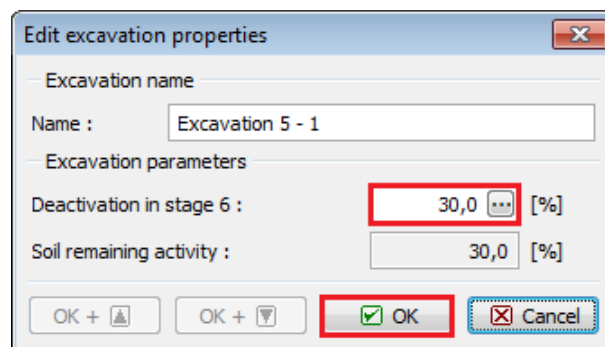 Edit excavation properties
Excavation name
Name : Excavation 5 - 1
Excavation parameters
Deactivation in stage 6 : 30,0 [%]
Soil remaining activity : 30,0 [%]
OK + OK + OK Cancel